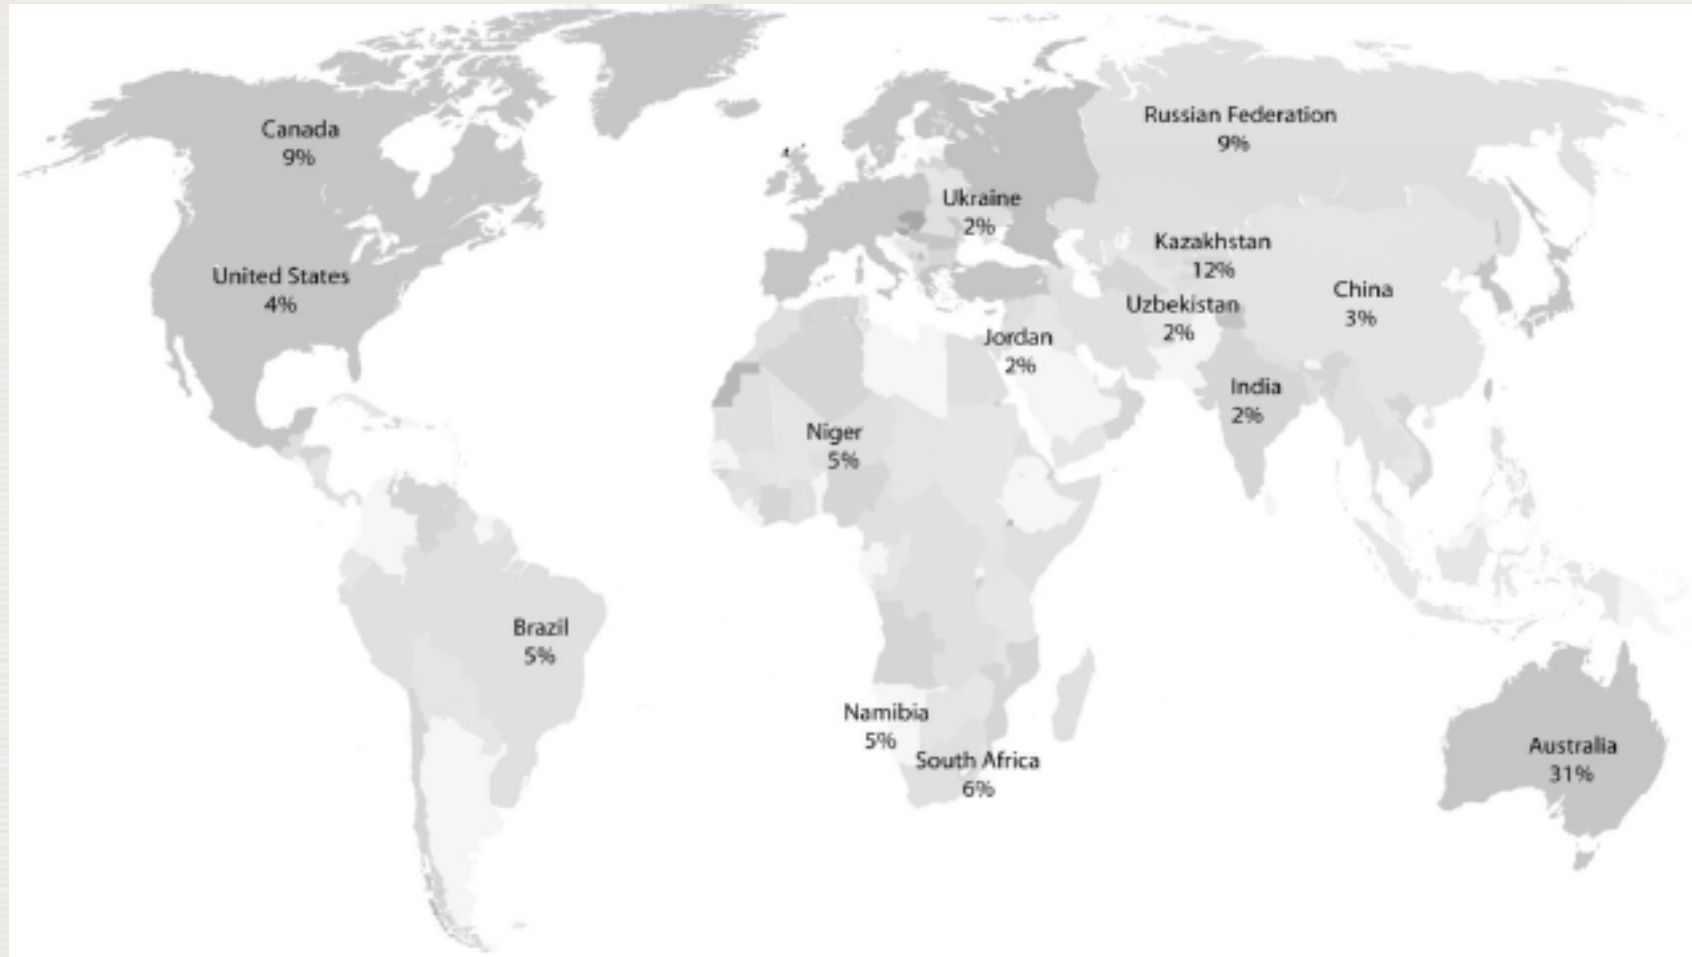 Canada
9%
United States
4%
Brazil
5%
Ukraine
2%
Russian Federation
9%
Kazakhstan
12%
Uzbekistan
2%
China
3%
Jordan
2%
India
2%
Niger
5%
Namibia
5%
South Africa
6%
Australia
31%